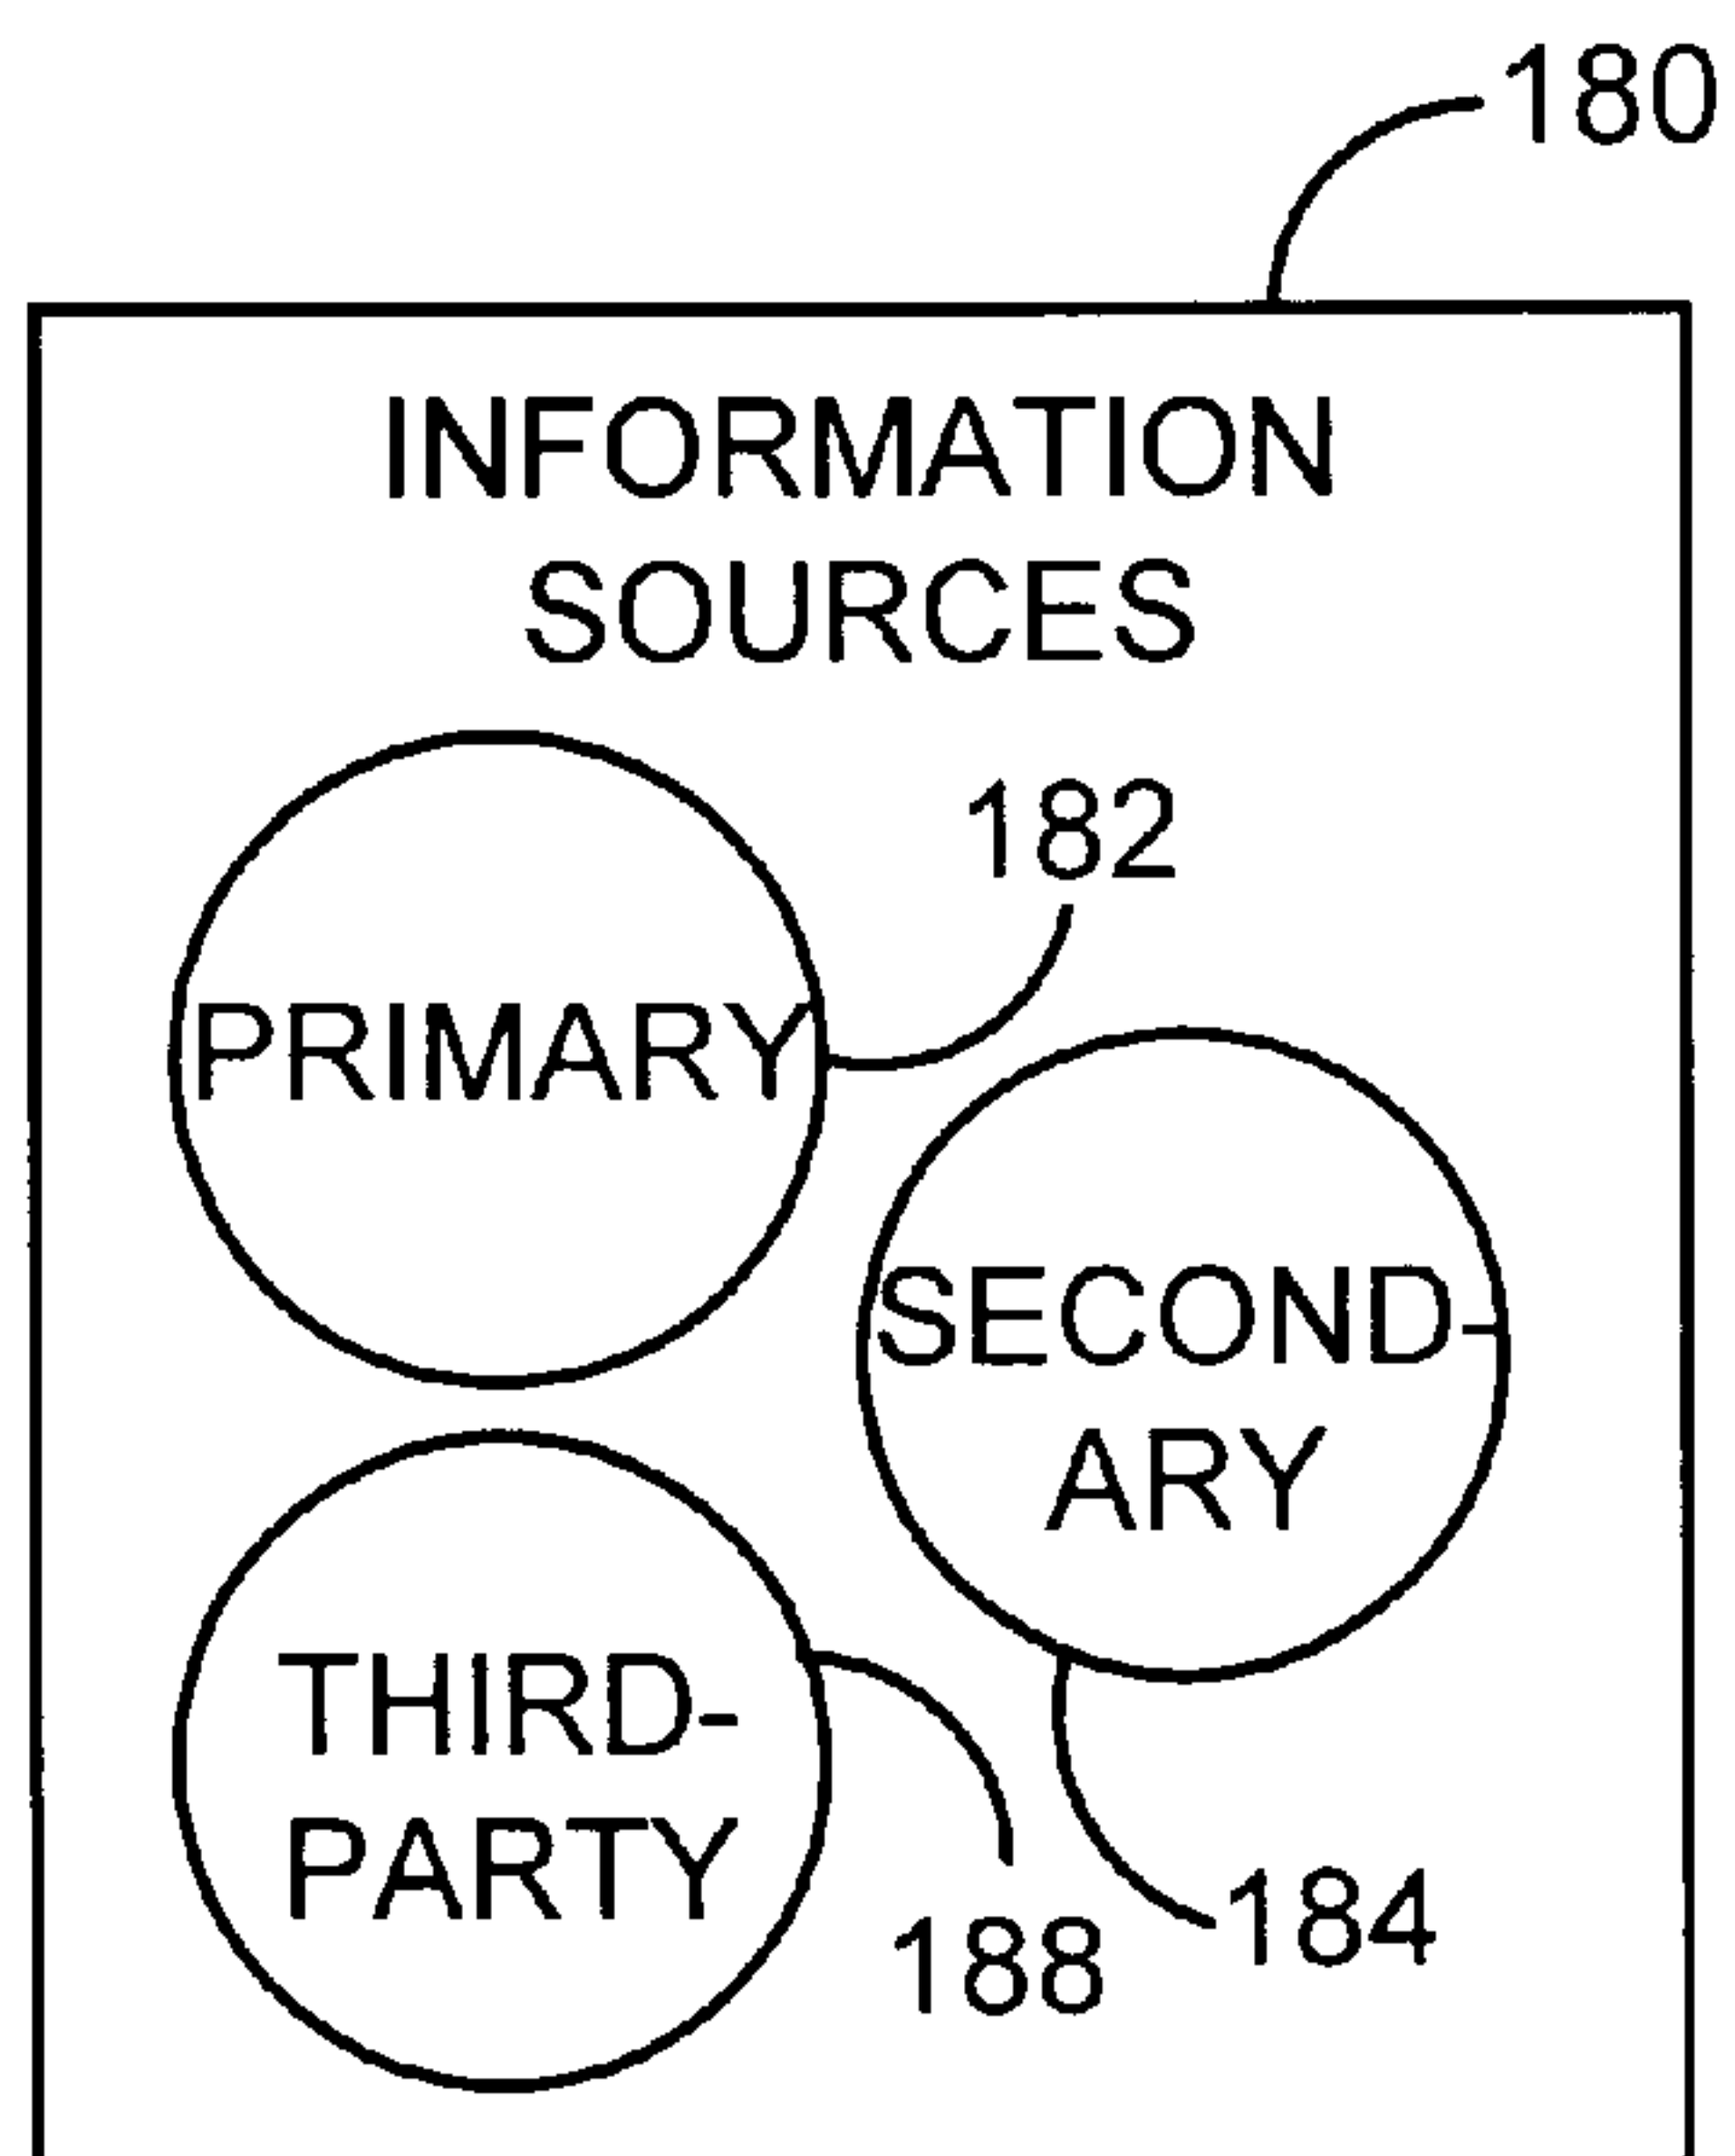 180
INFORMATION
SOURCES
182
PRIMARY
SECOND-
ARY
THIRD-
PARTY
184
188